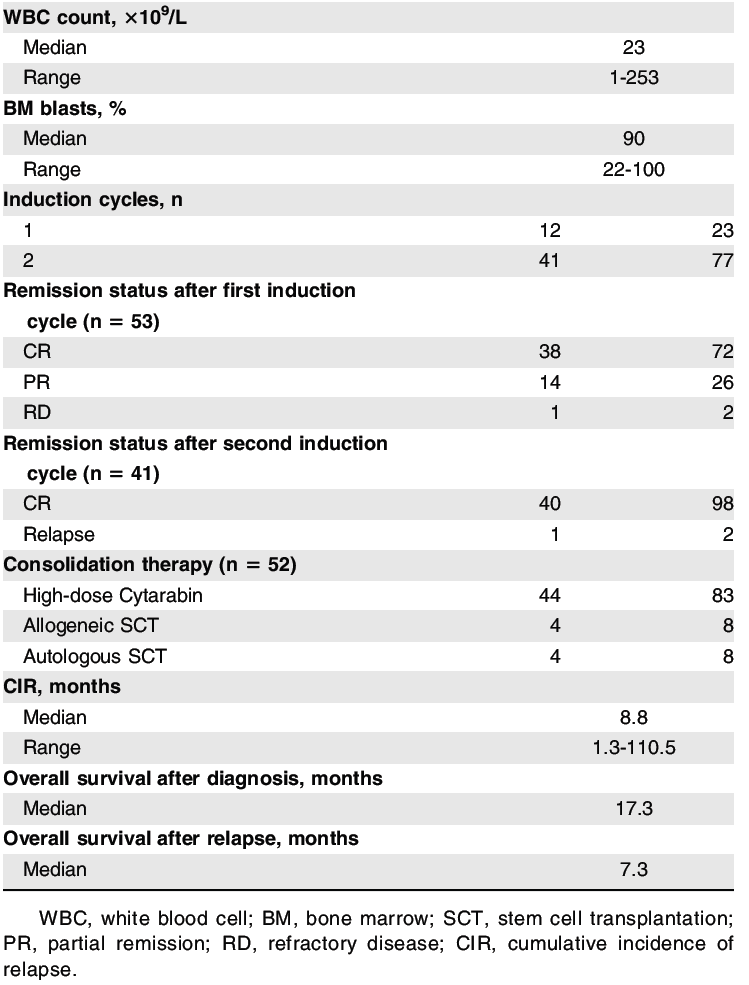 WBC count, ×10⁹/L
Median 23
Range 1-253
BM blasts, %
Median 90
Range 22-100
Induction cycles, n
1 12 23
2 41 77
Remission status after first induction
cycle (n = 53)
CR 38 72
PR 14 26
RD 1 2
Remission status after second induction
cycle (n = 41)
CR 40 98
Relapse 1 2
Consolidation therapy (n = 52)
High-dose Cytarabin 44 83
Allogeneic SCT 4 8
Autologous SCT 4 8
CIR, months
Median 8.8
Range 1.3-110.5
Overall survival after diagnosis, months
Median 17.3
Overall survival after relapse, months
Median 7.3
WBC, white blood cell; BM, bone marrow; SCT, stem cell transplantation;
PR, partial remission; RD, refractory disease; CIR, cumulative incidence of
relapse.